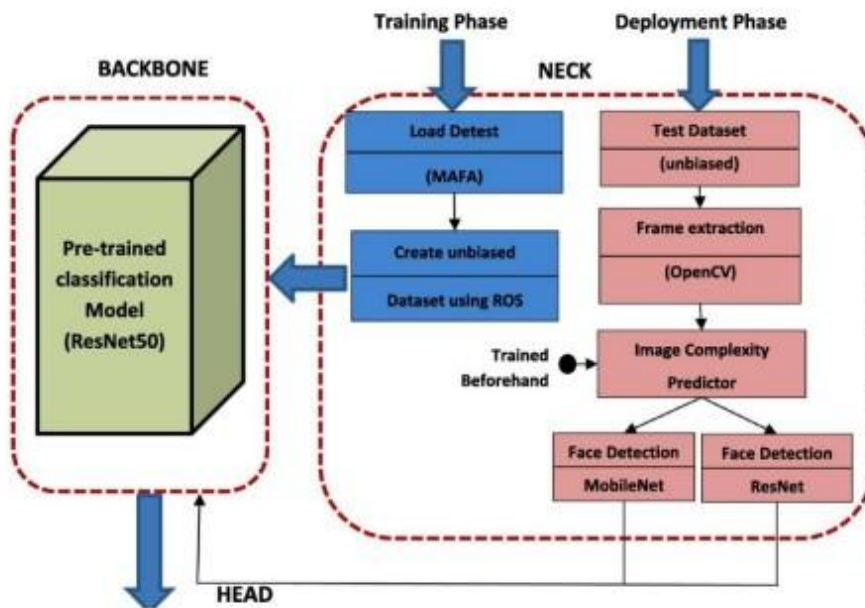 Training Phase
Deployment Phase
BACKBONE
NECK
Pre-trained
classification
Model
(ResNet50)
Load Detest
(MAFA)
Create unbiased
Dataset using ROS
Test Dataset
(unbiased)
Frame extraction
(OpenCV)
Trained
Beforehand
Image Complexity
Predictor
Face Detection
MobileNet
Face Detection
ResNet
HEAD